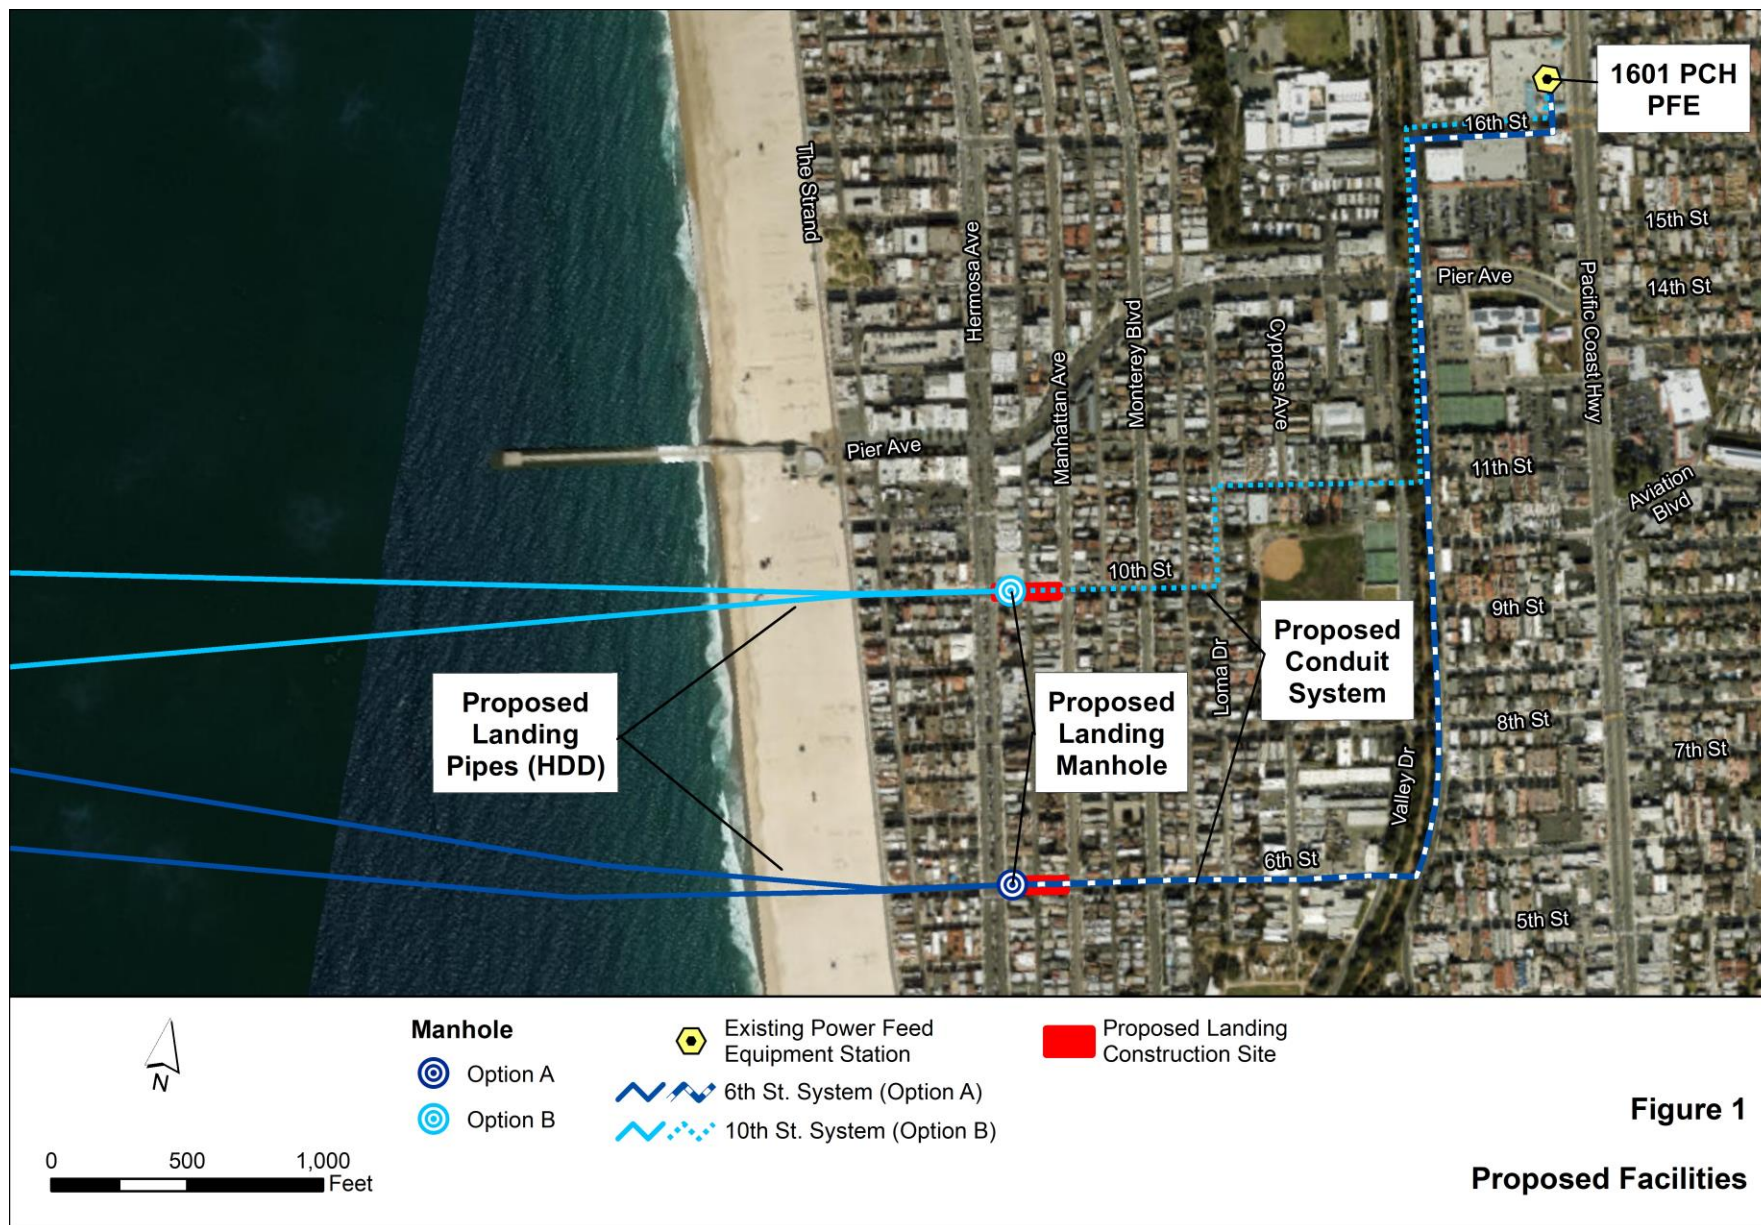 1601 PCH
PFE
16th St
The Strand
15th St
Hermosa Ave
Pier Ave
Pacific Coast Hwy
14th St
Monterey Blvd
Cypress Ave
Manhattan Ave
Pier Ave
11th St
Aviation
Blvd
10th St
9th St
Proposed
Conduit
System
Loma Dr
Proposed
Landing
Pipes (HDD)
Proposed
Landing
Manhole
8th St
7th St
Valley Dr
6th St
5th St
N
0 500 1,000
Feet
Manhole
Option A
Option B
Existing Power Feed
Equipment Station
6th St. System (Option A)
10th St. System (Option B)
Proposed Landing
Construction Site
Figure 1
Proposed Facilities